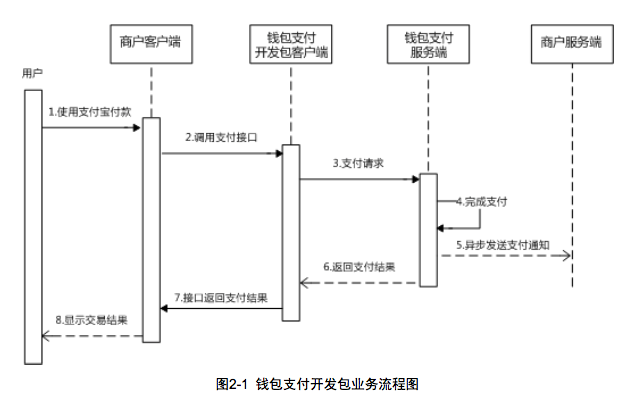 商户客户端
钱包支付
开发包客户端
钱包支付
服务端
商户服务端
用户
1.使用支付宝付款
2.调用支付接口
3.支付请求
4.完成支付
5.异步发送支付通知
6.返回支付结果
7.接口返回支付结果
8.显示交易结果
图2-1 钱包支付开发包业务流程图